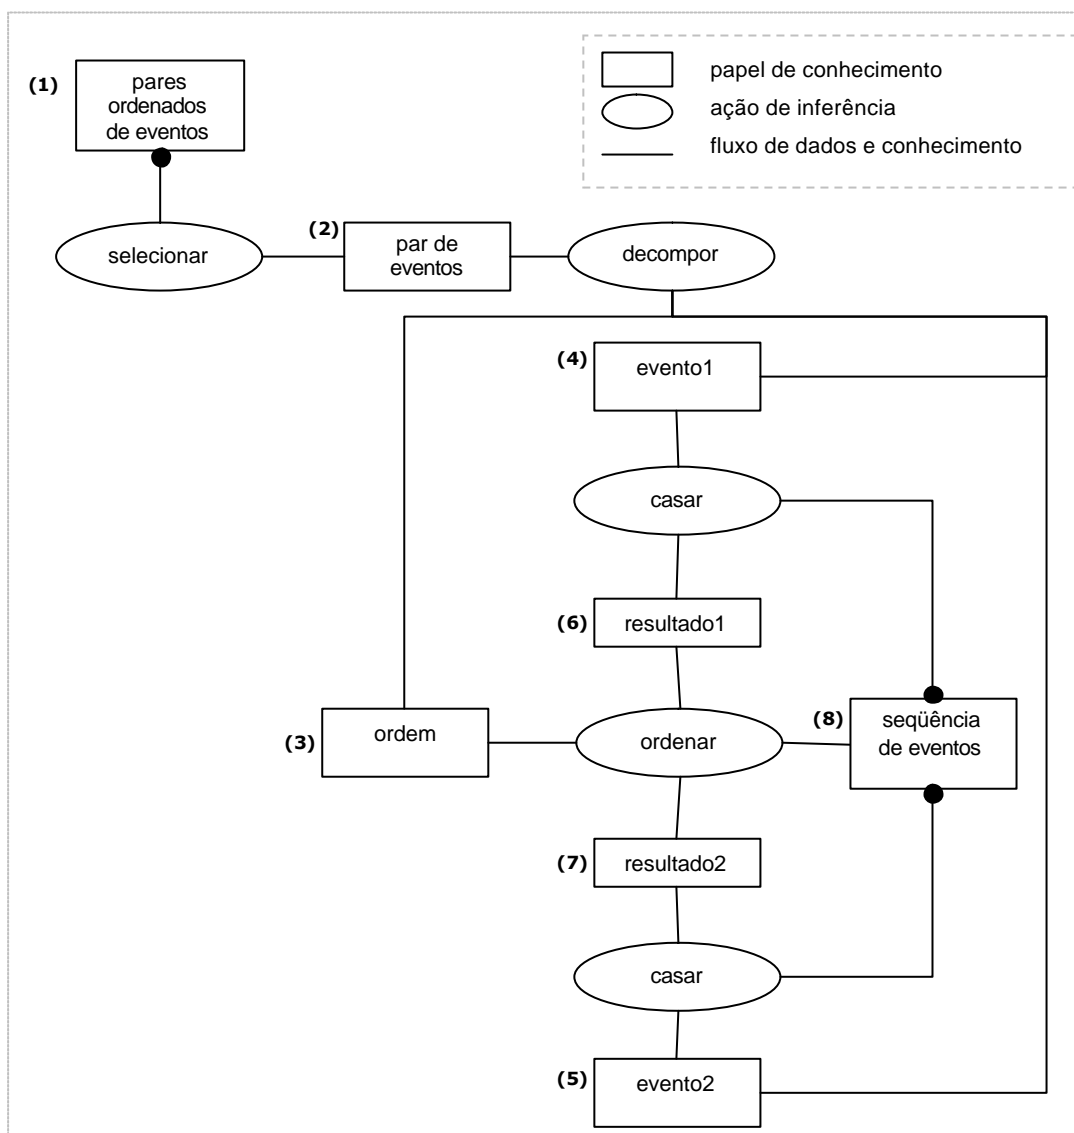 (1)
pares
ordenados
de eventos
papel de conhecimento
ação de inferência
fluxo de dados e conhecimento
selecionar
(2)
par de
eventos
decompor
(4)
evento1
casar
(6)
resultado1
(3)
ordem
ordenar
(8)
seqüência
de eventos
(7)
resultado2
casar
(5)
evento2